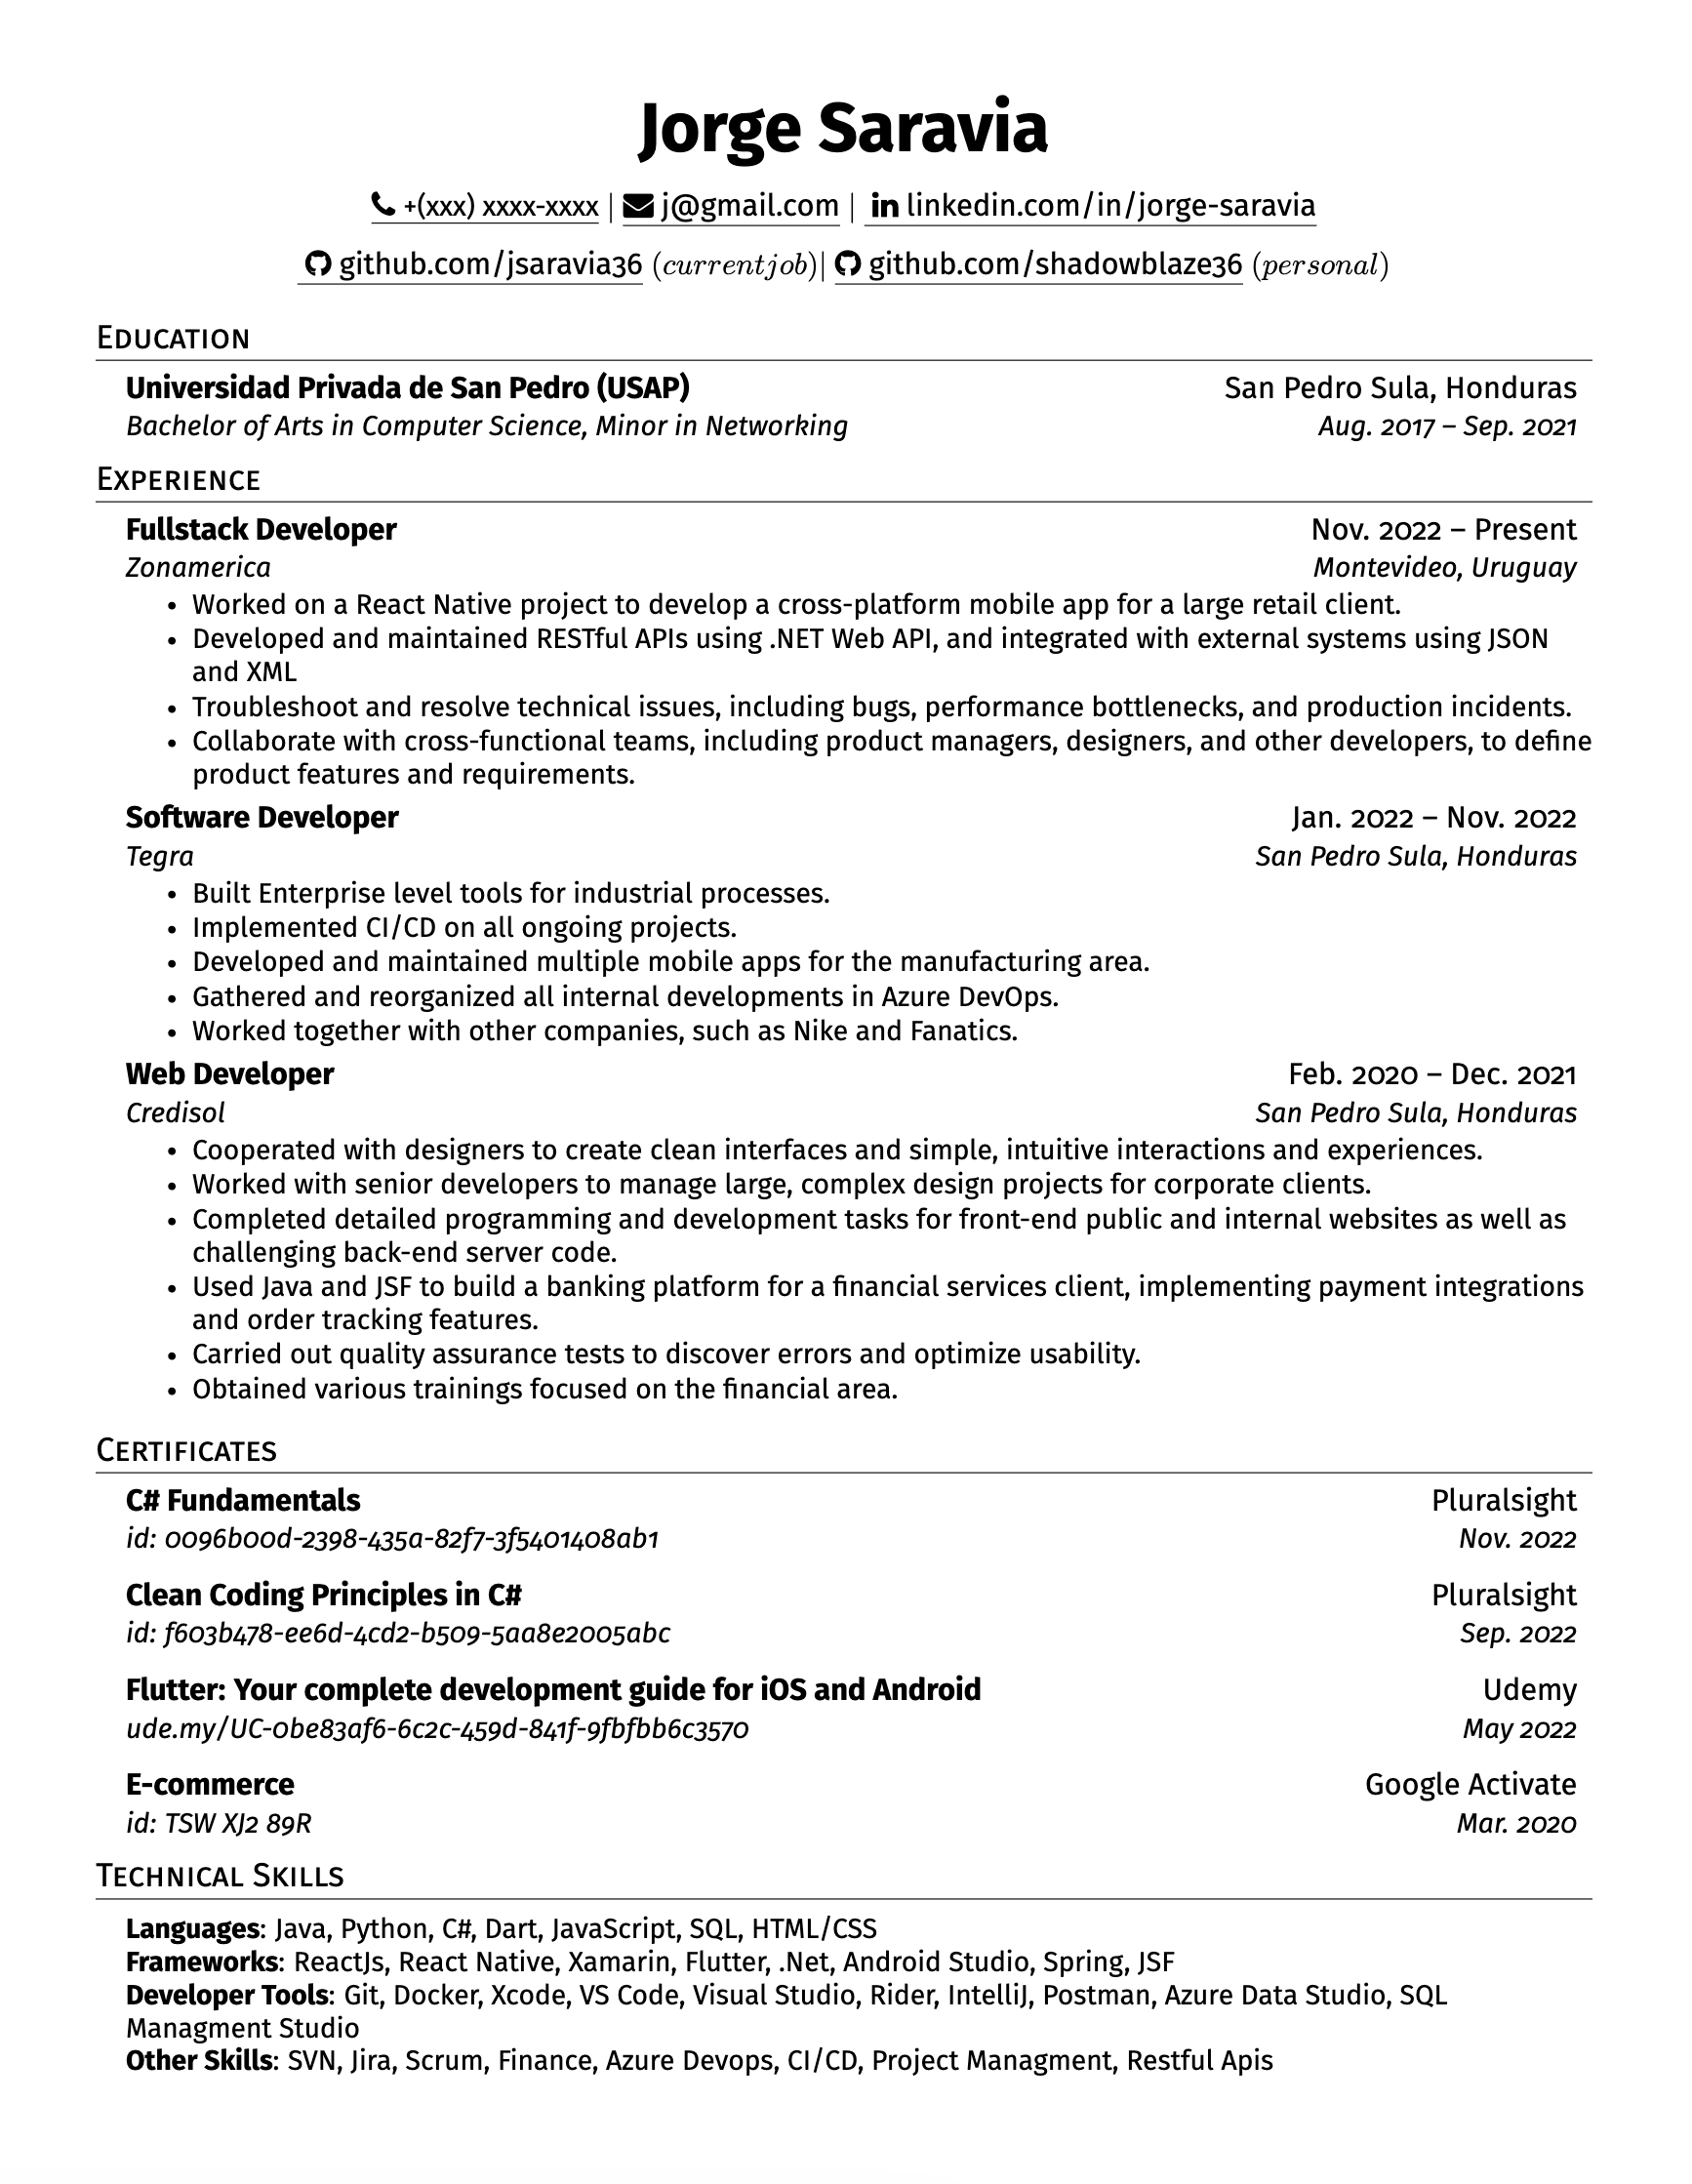 Jorge Saravia
+(xxx) xxxx-xxxx | j@gmail.com | linkedin.com/in/jorge-saravia
github.com/jsaravia36 (currentjob)| github.com/shadowblaze36 (personal)
Education
Universidad Privada de San Pedro (USAP) San Pedro Sula, Honduras
Bachelor of Arts in Computer Science, Minor in Networking Aug. 2017 – Sep. 2021
Experience
Fullstack Developer Nov. 2022 – Present
Zonamerica Montevideo, Uruguay
• Worked on a React Native project to develop a cross-platform mobile app for a large retail client.
• Developed and maintained RESTful APIs using .NET Web API, and integrated with external systems using JSON
and XML
• Troubleshoot and resolve technical issues, including bugs, performance bottlenecks, and production incidents.
• Collaborate with cross-functional teams, including product managers, designers, and other developers, to define
product features and requirements.
Software Developer Jan. 2022 – Nov. 2022
Tegra San Pedro Sula, Honduras
• Built Enterprise level tools for industrial processes.
• Implemented CI/CD on all ongoing projects.
• Developed and maintained multiple mobile apps for the manufacturing area.
• Gathered and reorganized all internal developments in Azure DevOps.
• Worked together with other companies, such as Nike and Fanatics.
Web Developer Feb. 2020 – Dec. 2021
Credisol San Pedro Sula, Honduras
• Cooperated with designers to create clean interfaces and simple, intuitive interactions and experiences.
• Worked with senior developers to manage large, complex design projects for corporate clients.
• Completed detailed programming and development tasks for front-end public and internal websites as well as
challenging back-end server code.
• Used Java and JSF to build a banking platform for a financial services client, implementing payment integrations
and order tracking features.
• Carried out quality assurance tests to discover errors and optimize usability.
• Obtained various trainings focused on the financial area.
Certificates
C# Fundamentals Pluralsight
id: 0096b00d-2398-435a-82f7-3f5401408ab1 Nov. 2022
Clean Coding Principles in C# Pluralsight
id: f603b478-ee6d-4cd2-b509-5aa8e2005abc Sep. 2022
Flutter: Your complete development guide for iOS and Android Udemy
ude.my/UC-0be83af6-6c2c-459d-841f-9fbfbb6c3570 May 2022
E-commerce Google Activate
id: TSW XJ2 89R Mar. 2020
Technical Skills
Languages: Java, Python, C#, Dart, JavaScript, SQL, HTML/CSS
Frameworks: ReactJs, React Native, Xamarin, Flutter, .Net, Android Studio, Spring, JSF
Developer Tools: Git, Docker, Xcode, VS Code, Visual Studio, Rider, IntelliJ, Postman, Azure Data Studio, SQL
Managment Studio
Other Skills: SVN, Jira, Scrum, Finance, Azure Devops, CI/CD, Project Managment, Restful Apis